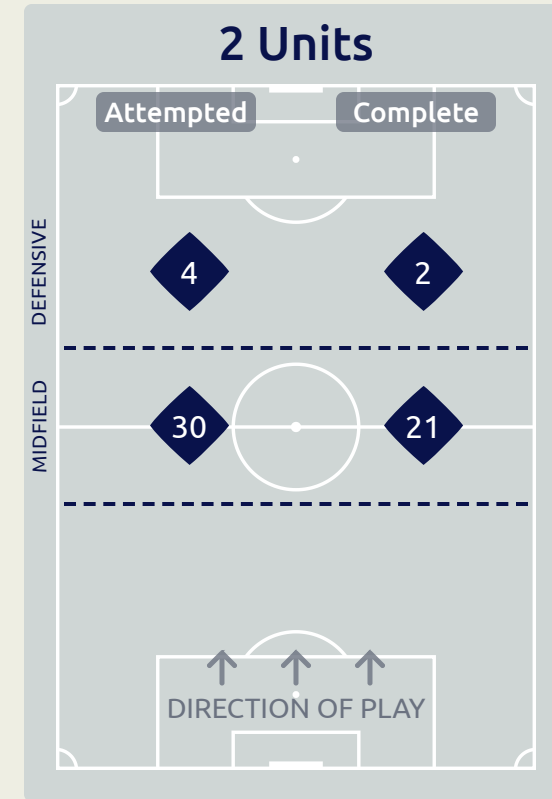 2 Units
Attempted Complete
DEFENSIVE
4 2
MIDFIELD
30 21
DIRECTION OF PLAY